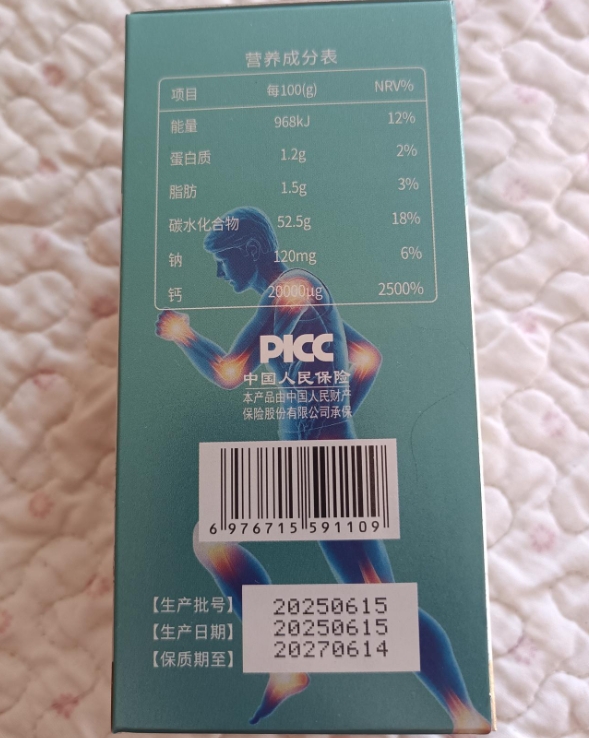 营养成分表
项目 每100(g) NRV%
能量 968kJ 12%
蛋白质 1.2g 2%
脂肪 1.5g 3%
碳水化合物 52.5g 18%
钠 120mg 6%
钙 20000μg 2500%
PICC
中国人民保险
本产品由中国人民财产
保险股份有限公司承保
6 976715 591109
【生产批号】 20250615
【生产日期】 20250615
【保质期至】 20270614